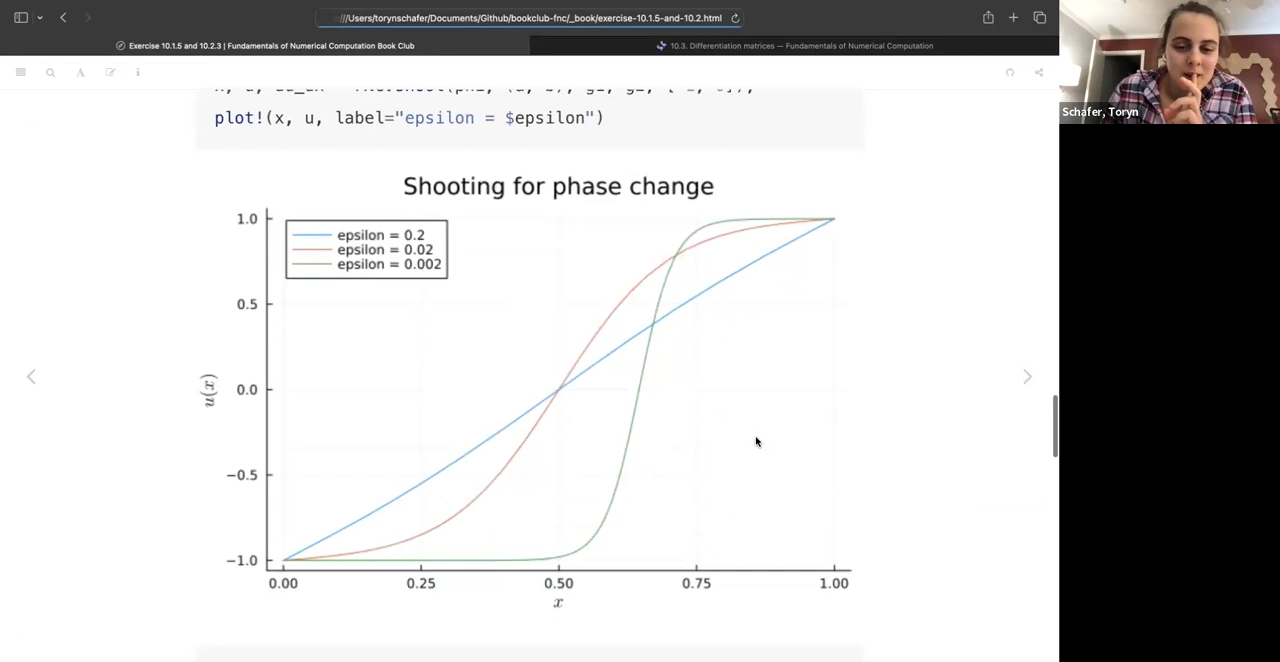 ///Users/torynschafer/Documents/Github/bookclub-fnc/_book/exercise-10.1.5-and-10.2.html
Exercise 10.1.5 and 10.2.3 | Fundamentals of Numerical Computation Book Club
10.3. Differentiation matrices — Fundamentals of Numerical Computation
Schafer, Toryn
plot!(x, u, label="epsilon = $epsilon")
Shooting for phase change
epsilon = 0.2
epsilon = 0.02
epsilon = 0.002
1.0
0.5
0.0
−0.5
−1.0
u(x)
0.00 0.25 0.50 0.75 1.00
x